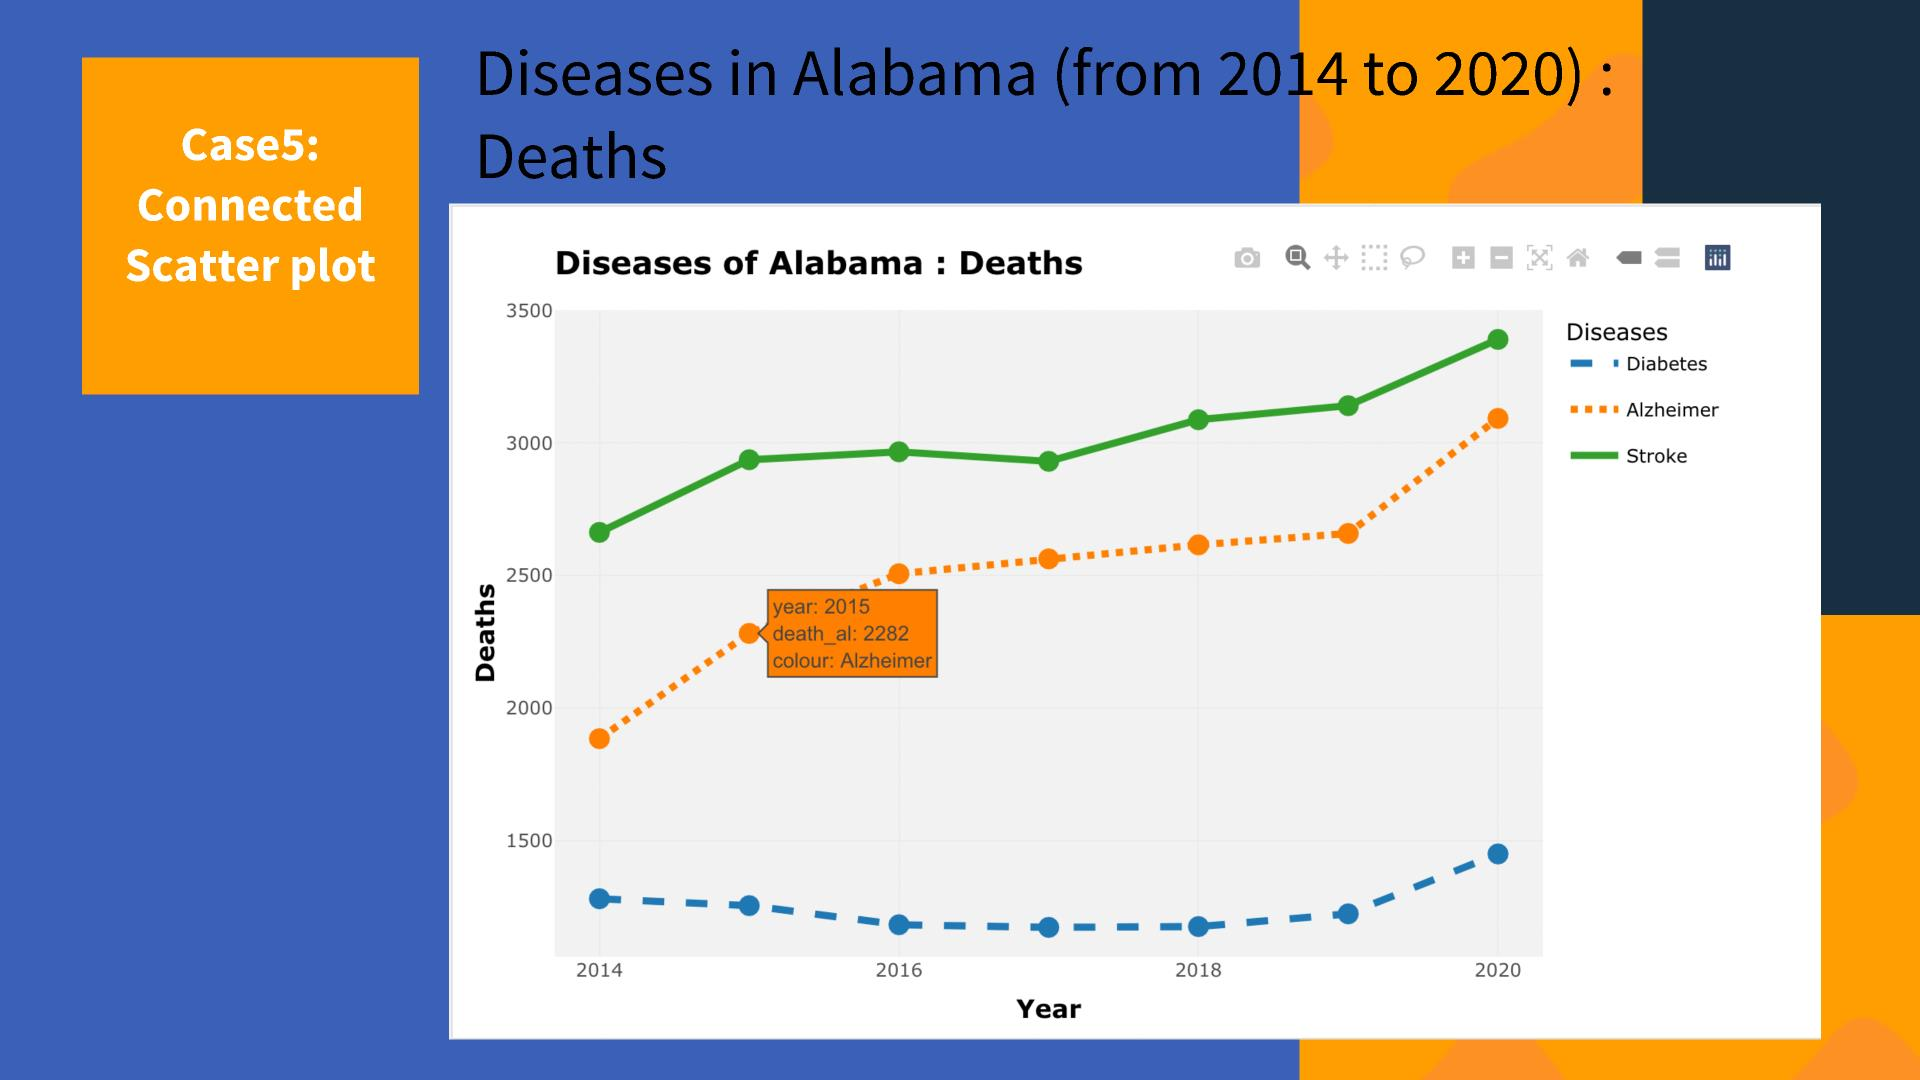 Diseases in Alabama (from 2014 to 2020) :
Deaths
Case5:
Connected
Scatter plot
Diseases of Alabama : Deaths
3500
3000
2500
2000
1500
Deaths
year: 2015
death_al: 2282
colour: Alzheimer
2014
2016
2018
2020
Year
Diseases
Diabetes
Alzheimer
Stroke